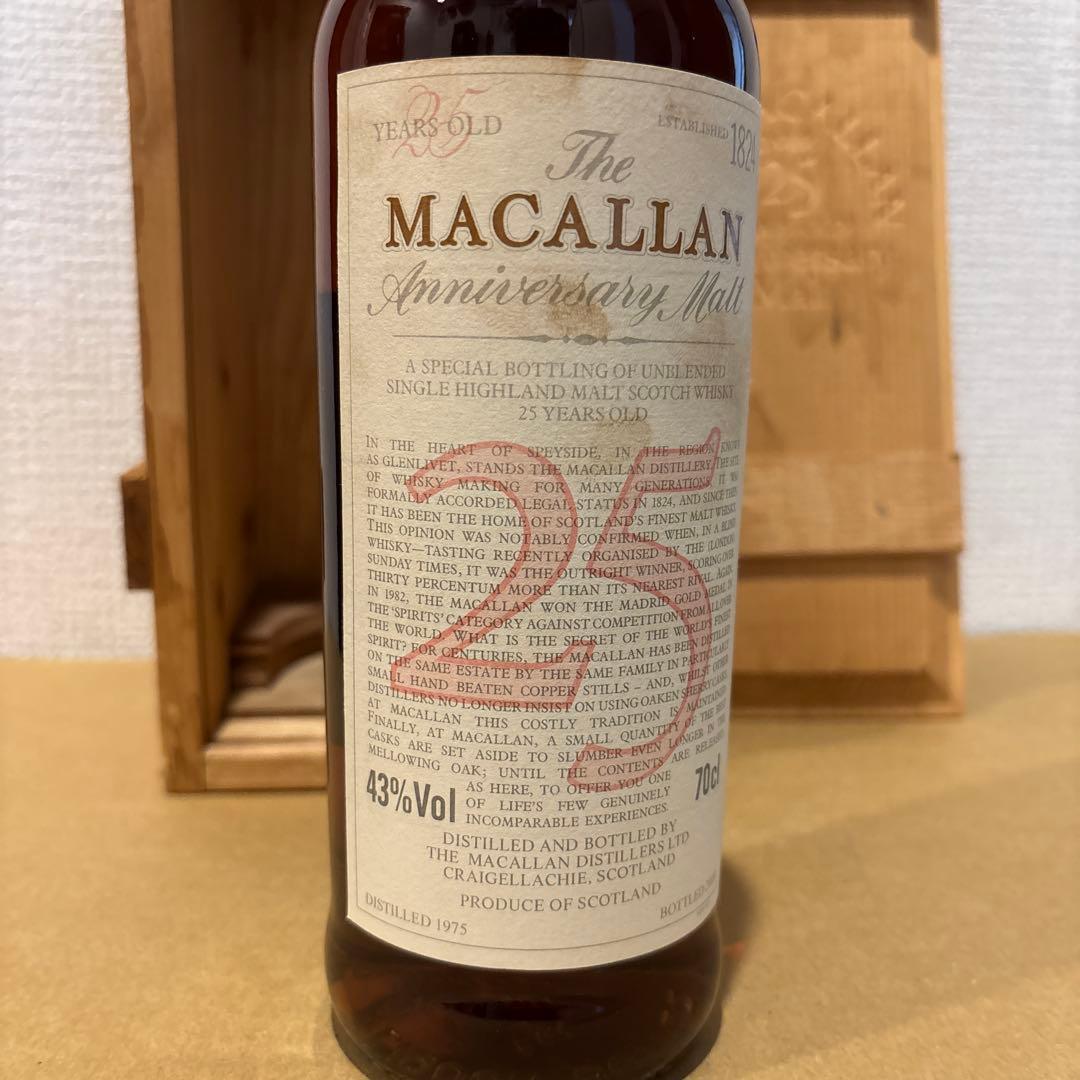 25
YEARS OLD
ESTABLISHED 1824
The
MACALLAN
Anniversary Malt
A SPECIAL BOTTLING OF UNBLENDED
SINGLE HIGHLAND MALT SCOTCH WHISKY
25 YEARS OLD
25
IN THE HEART OF SPEYSIDE, IN THE REGION KNOWN
AS GLENLIVET, STANDS THE MACALLAN DISTILLERY. THE SITE
OF WHISKY MAKING FOR MANY GENERATIONS, IT WAS
FORMALLY ACCORDED LEGAL STATUS IN 1824, AND SINCE THEN
IT HAS BEEN THE HOME OF SCOTLAND'S FINEST MALT WHISKY.
THIS OPINION WAS NOTABLY CONFIRMED WHEN, IN A BLIND
WHISKY—TASTING RECENTLY ORGANISED BY THE (LONDON)
SUNDAY TIMES, IT WAS THE OUTRIGHT WINNER, SCORING OVER
THIRTY PERCENTUM MORE THAN ITS NEAREST RIVAL. AGAIN,
IN 1982, THE MACALLAN WON THE MADRID GOLD MEDAL IN
THE 'SPIRITS' CATEGORY AGAINST COMPETITION FROM ALL OVER
THE WORLD. WHAT IS THE SECRET OF THE WORLD'S FINEST
SPIRIT? FOR CENTURIES, THE MACALLAN HAS BEEN DISTILLED
ON THE SAME ESTATE BY THE SAME FAMILY IN PARTICULARLY
SMALL HAND BEATEN COPPER STILLS – AND, WHILST OTHER
DISTILLERS NO LONGER INSIST ON USING OAKEN SHERRY CASKS,
AT MACALLAN THIS COSTLY TRADITION IS MAINTAINED.
FINALLY, AT MACALLAN, A SMALL QUANTITY OF THE BEST
CASKS ARE SET ASIDE TO SLUMBER EVEN LONGER IN THE
MELLOWING OAK; UNTIL THE CONTENTS ARE RELEASED,
AS HERE, TO OFFER YOU ONE
OF LIFE'S FEW GENUINELY
INCOMPARABLE EXPERIENCES.
43%Vol
70cl
DISTILLED AND BOTTLED BY
THE MACALLAN DISTILLERS LTD
CRAIGELLACHIE, SCOTLAND
PRODUCE OF SCOTLAND
DISTILLED 1975
BOTTLED